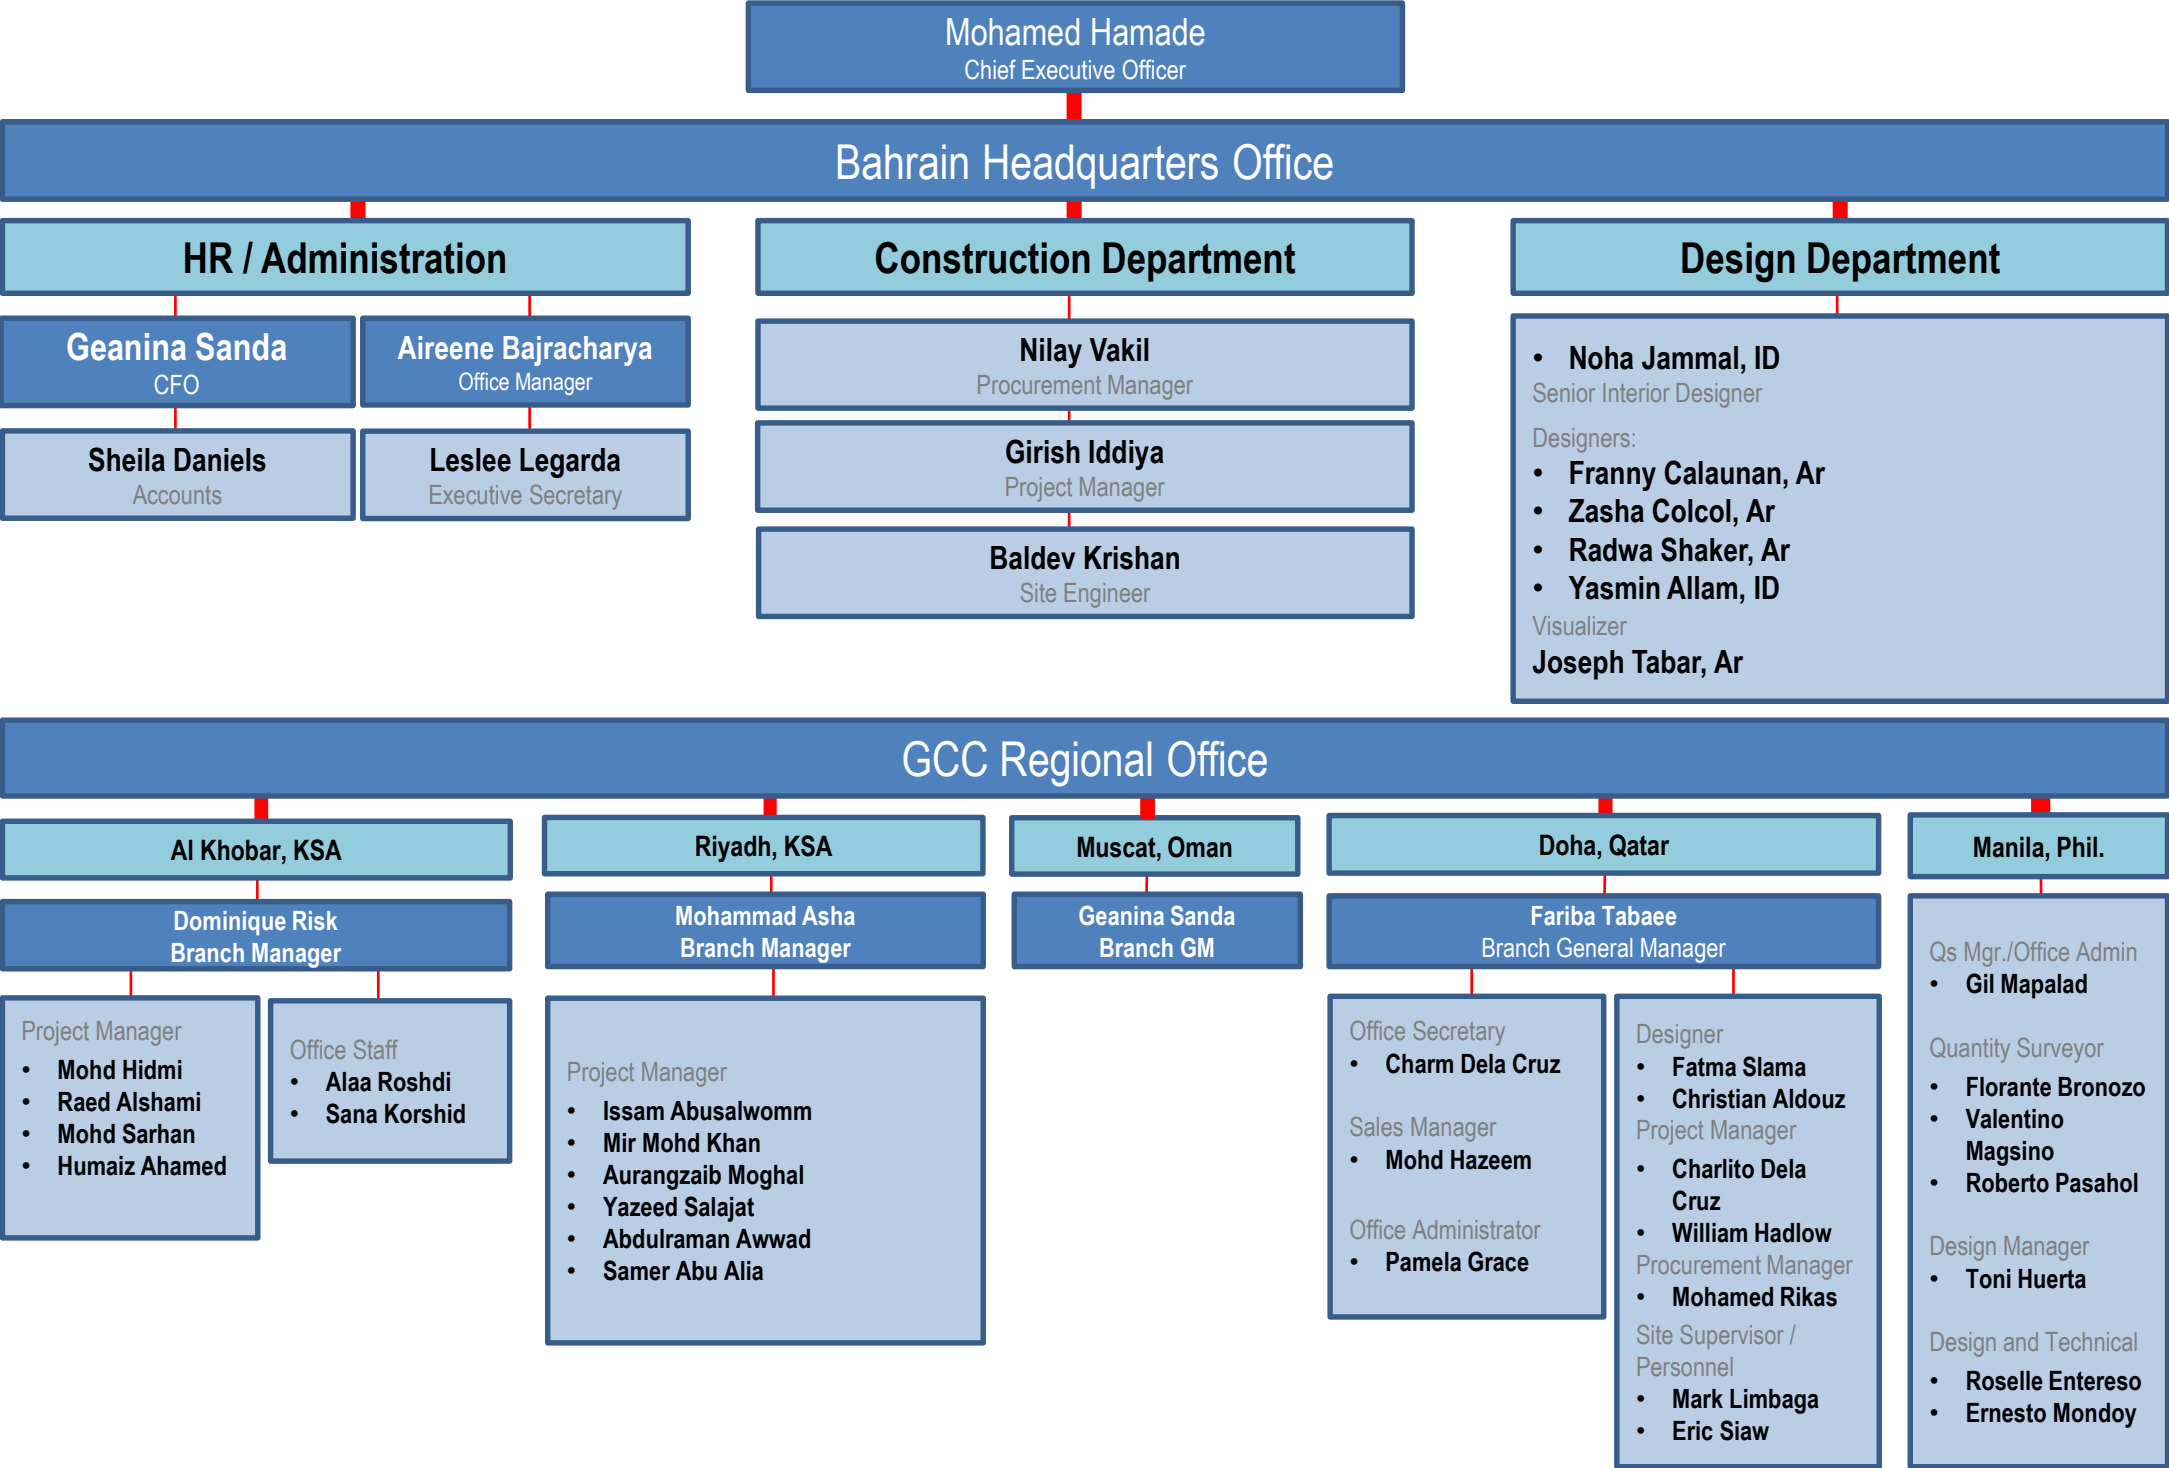 Mohamed Hamade
Chief Executive Officer
Bahrain Headquarters Office
HR / Administration
Geanina Sanda
CFO
Sheila Daniels
Accounts
Aireene Bajracharya
Office Manager
Leslee Legarda
Executive Secretary
Construction Department
Nilay Vakil
Procurement Manager
Girish Iddiya
Project Manager
Baldev Krishan
Site Engineer
Design Department
• Noha Jammal, ID
Senior Interior Designer
Designers:
• Franny Calaunan, Ar
• Zasha Colcol, Ar
• Radwa Shaker, Ar
• Yasmin Allam, ID
Visualizer
Joseph Tabar, Ar
GCC Regional Office
Al Khobar, KSA
Dominique Risk
Branch Manager
Project Manager
• Mohd Hidmi
• Raed Alshami
• Mohd Sarhan
• Humaiz Ahamed
Office Staff
• Alaa Roshdi
• Sana Korshid
Riyadh, KSA
Mohammad Asha
Branch Manager
Project Manager
• Issam Abusalwomm
• Mir Mohd Khan
• Aurangzaib Moghal
• Yazeed Salajat
• Abdulraman Awwad
• Samer Abu Alia
Muscat, Oman
Geanina Sanda
Branch GM
Doha, Qatar
Fariba Tabaee
Branch General Manager
Office Secretary
• Charm Dela Cruz
Sales Manager
• Mohd Hazeem
Office Administrator
• Pamela Grace
Designer
• Fatma Slama
• Christian Aldouz
Project Manager
• Charlito Dela
Cruz
• William Hadlow
Procurement Manager
• Mohamed Rikas
Site Supervisor /
Personnel
• Mark Limbaga
• Eric Siaw
Manila, Phil.
Qs Mgr./Office Admin
• Gil Mapalad
Quantity Surveyor
• Florante Bronozo
• Valentino
Magsino
• Roberto Pasahol
Design Manager
• Toni Huerta
Design and Technical
• Roselle Entereso
• Ernesto Mondoy